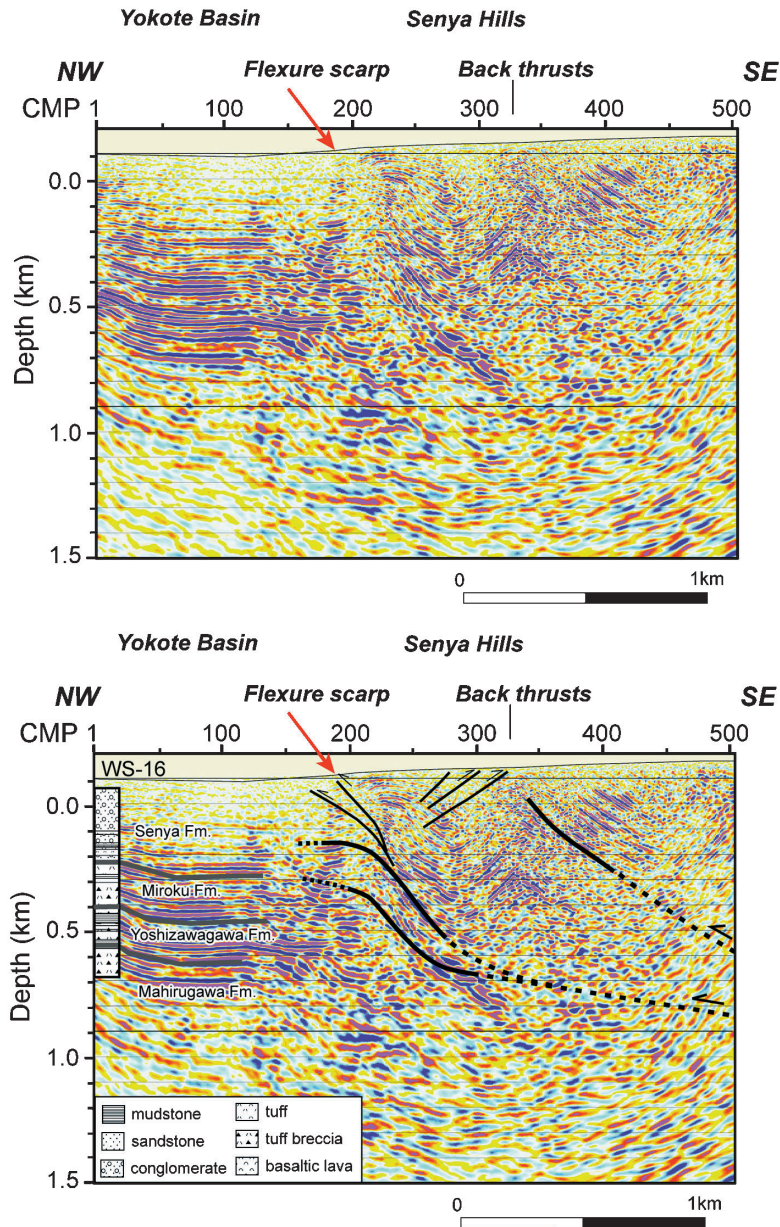 Yokote Basin Senya Hills
NW Flexure scarp Back thrusts SE
CMP 1 100 200 300 400 500
0.0
0.5
Depth (km)
1.0
1.5
0 1km
Yokote Basin Senya Hills
NW Flexure scarp Back thrusts SE
CMP 1 100 200 300 400 500
WS-16
0.0
Senya Fm.
Miroku Fm.
0.5
Yoshizawagawa Fm.
Depth (km)
Mahirugawa Fm.
1.0
mudstone tuff
sandstone tuff breccia
conglomerate basaltic lava
1.5
0 1km